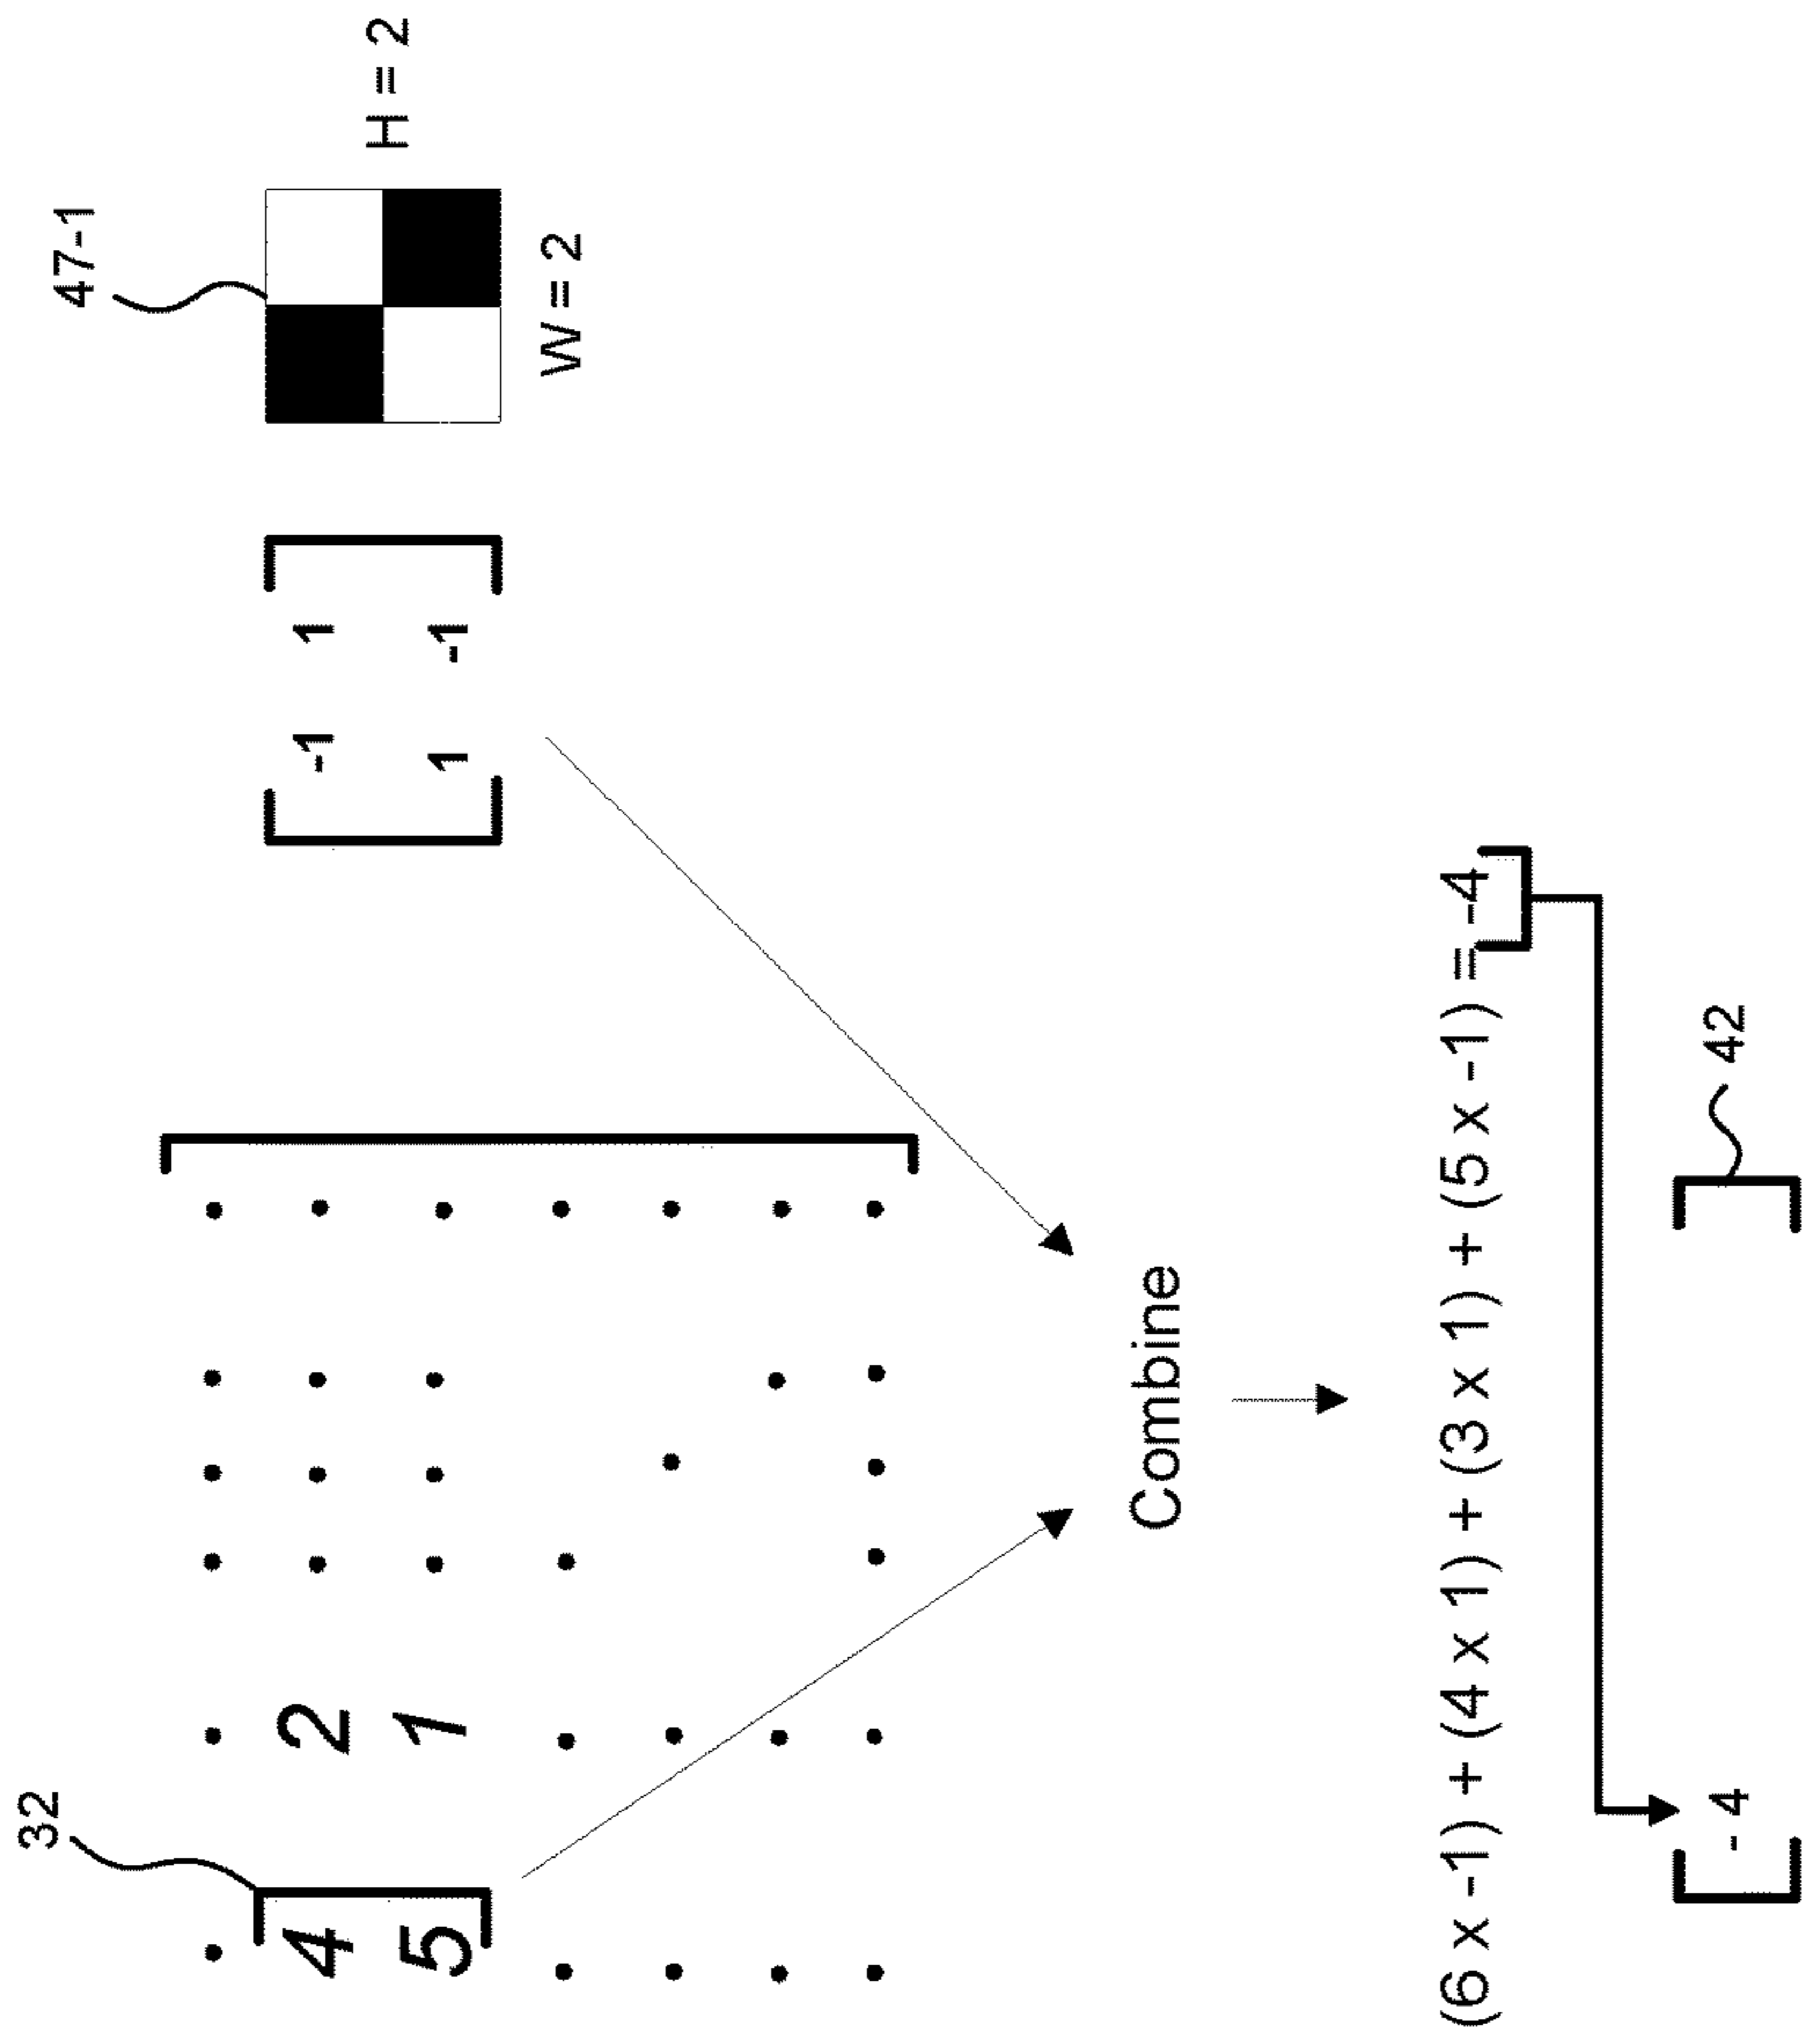 32
47-1
4 2
5 1
-1 1
1 -1
H = 2
W = 2
Combine
(6 x -1) + (4 x 1) + (3 x 1) + (5 x -1) = -4
- 4
42